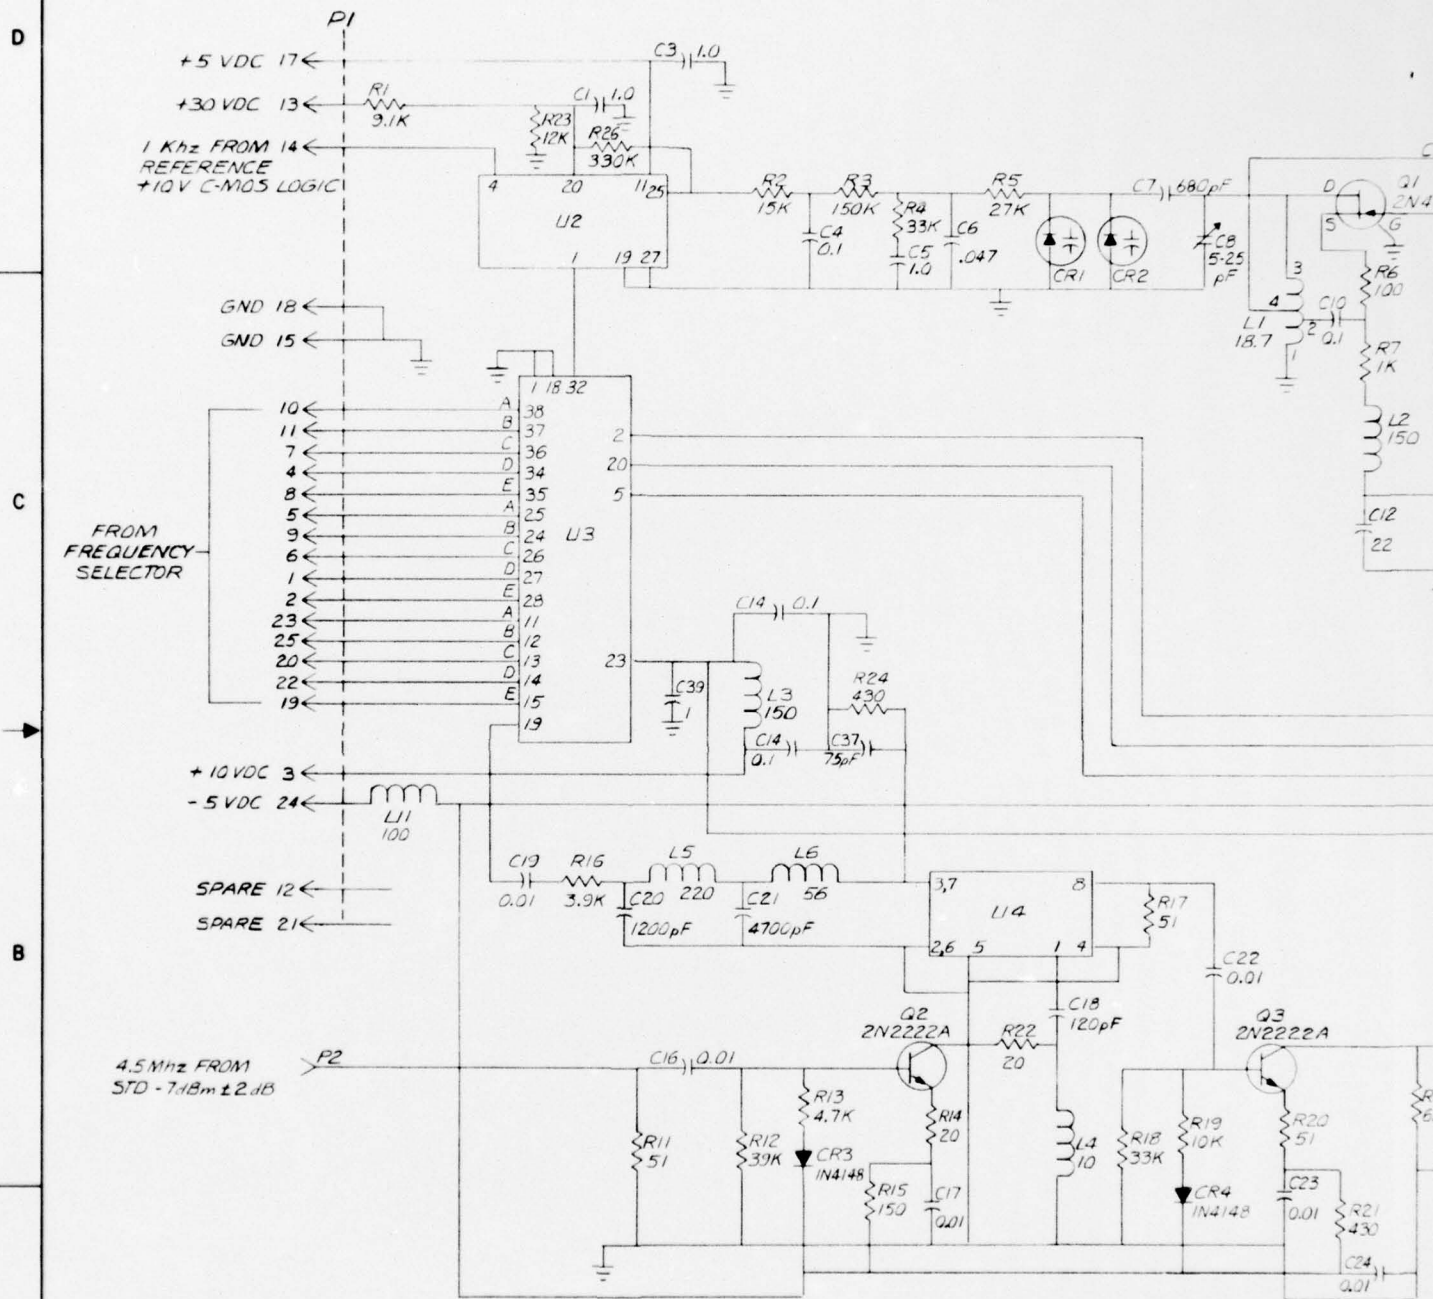 D
P1
+5 VDC 17
C3 1.0
+30 VDC 13
R1
9.1K
C1 1.0
R23
12K
R26
330K
1 Khz FROM 14
REFERENCE
+10V C-MOS LOGIC
4 20 11 25
U2
1 19 27
R2
15K
R3
150K
R4
33K
R5
27K
C4
0.1
C5
1.0
C6
.047
CR1
CR2
C7 680pF
C8
5-25
pF
D
S
G
Q1
2N4
C
R6
100
3
4
2
1
L1
18.7
C10
0.1
R7
1K
L2
150
C12
22
GND 18
GND 15
1 18 32
C
FROM
FREQUENCY
SELECTOR
10 A 38
11 B 37
7 C 36
4 D 34
8 E 35
5 A 25
9 B 24
6 C 26
1 D 27
2 E 28
23 A 11
25 B 12
20 C 13
22 D 14
19 E 15
19
U3
2
20
5
23
C14 0.1
C39
1
L3
150
R24
430
C14
0.1
C37
75pF
+10 VDC 3
-5 VDC 24
L11
100
SPARE 12
SPARE 21
C19
0.01
R16
3.9K
L5
220
L6
56
C20
1200pF
C21
4700pF
3,7 8
U4
2,6 5 1 4
R17
51
C22
0.01
B
4.5 Mhz FROM
STD -7dBm ±2dB
P2
C16 0.01
Q2
2N2222A
R22
20
C18
120pF
Q3
2N2222A
R11
51
R12
39K
R13
4.7K
CR3
1N4148
R14
20
R15
150
C17
0.01
L4
10
R18
33K
R19
10K
CR4
1N4148
R20
51
C23
0.01
R21
430
C24
0.01
R
6